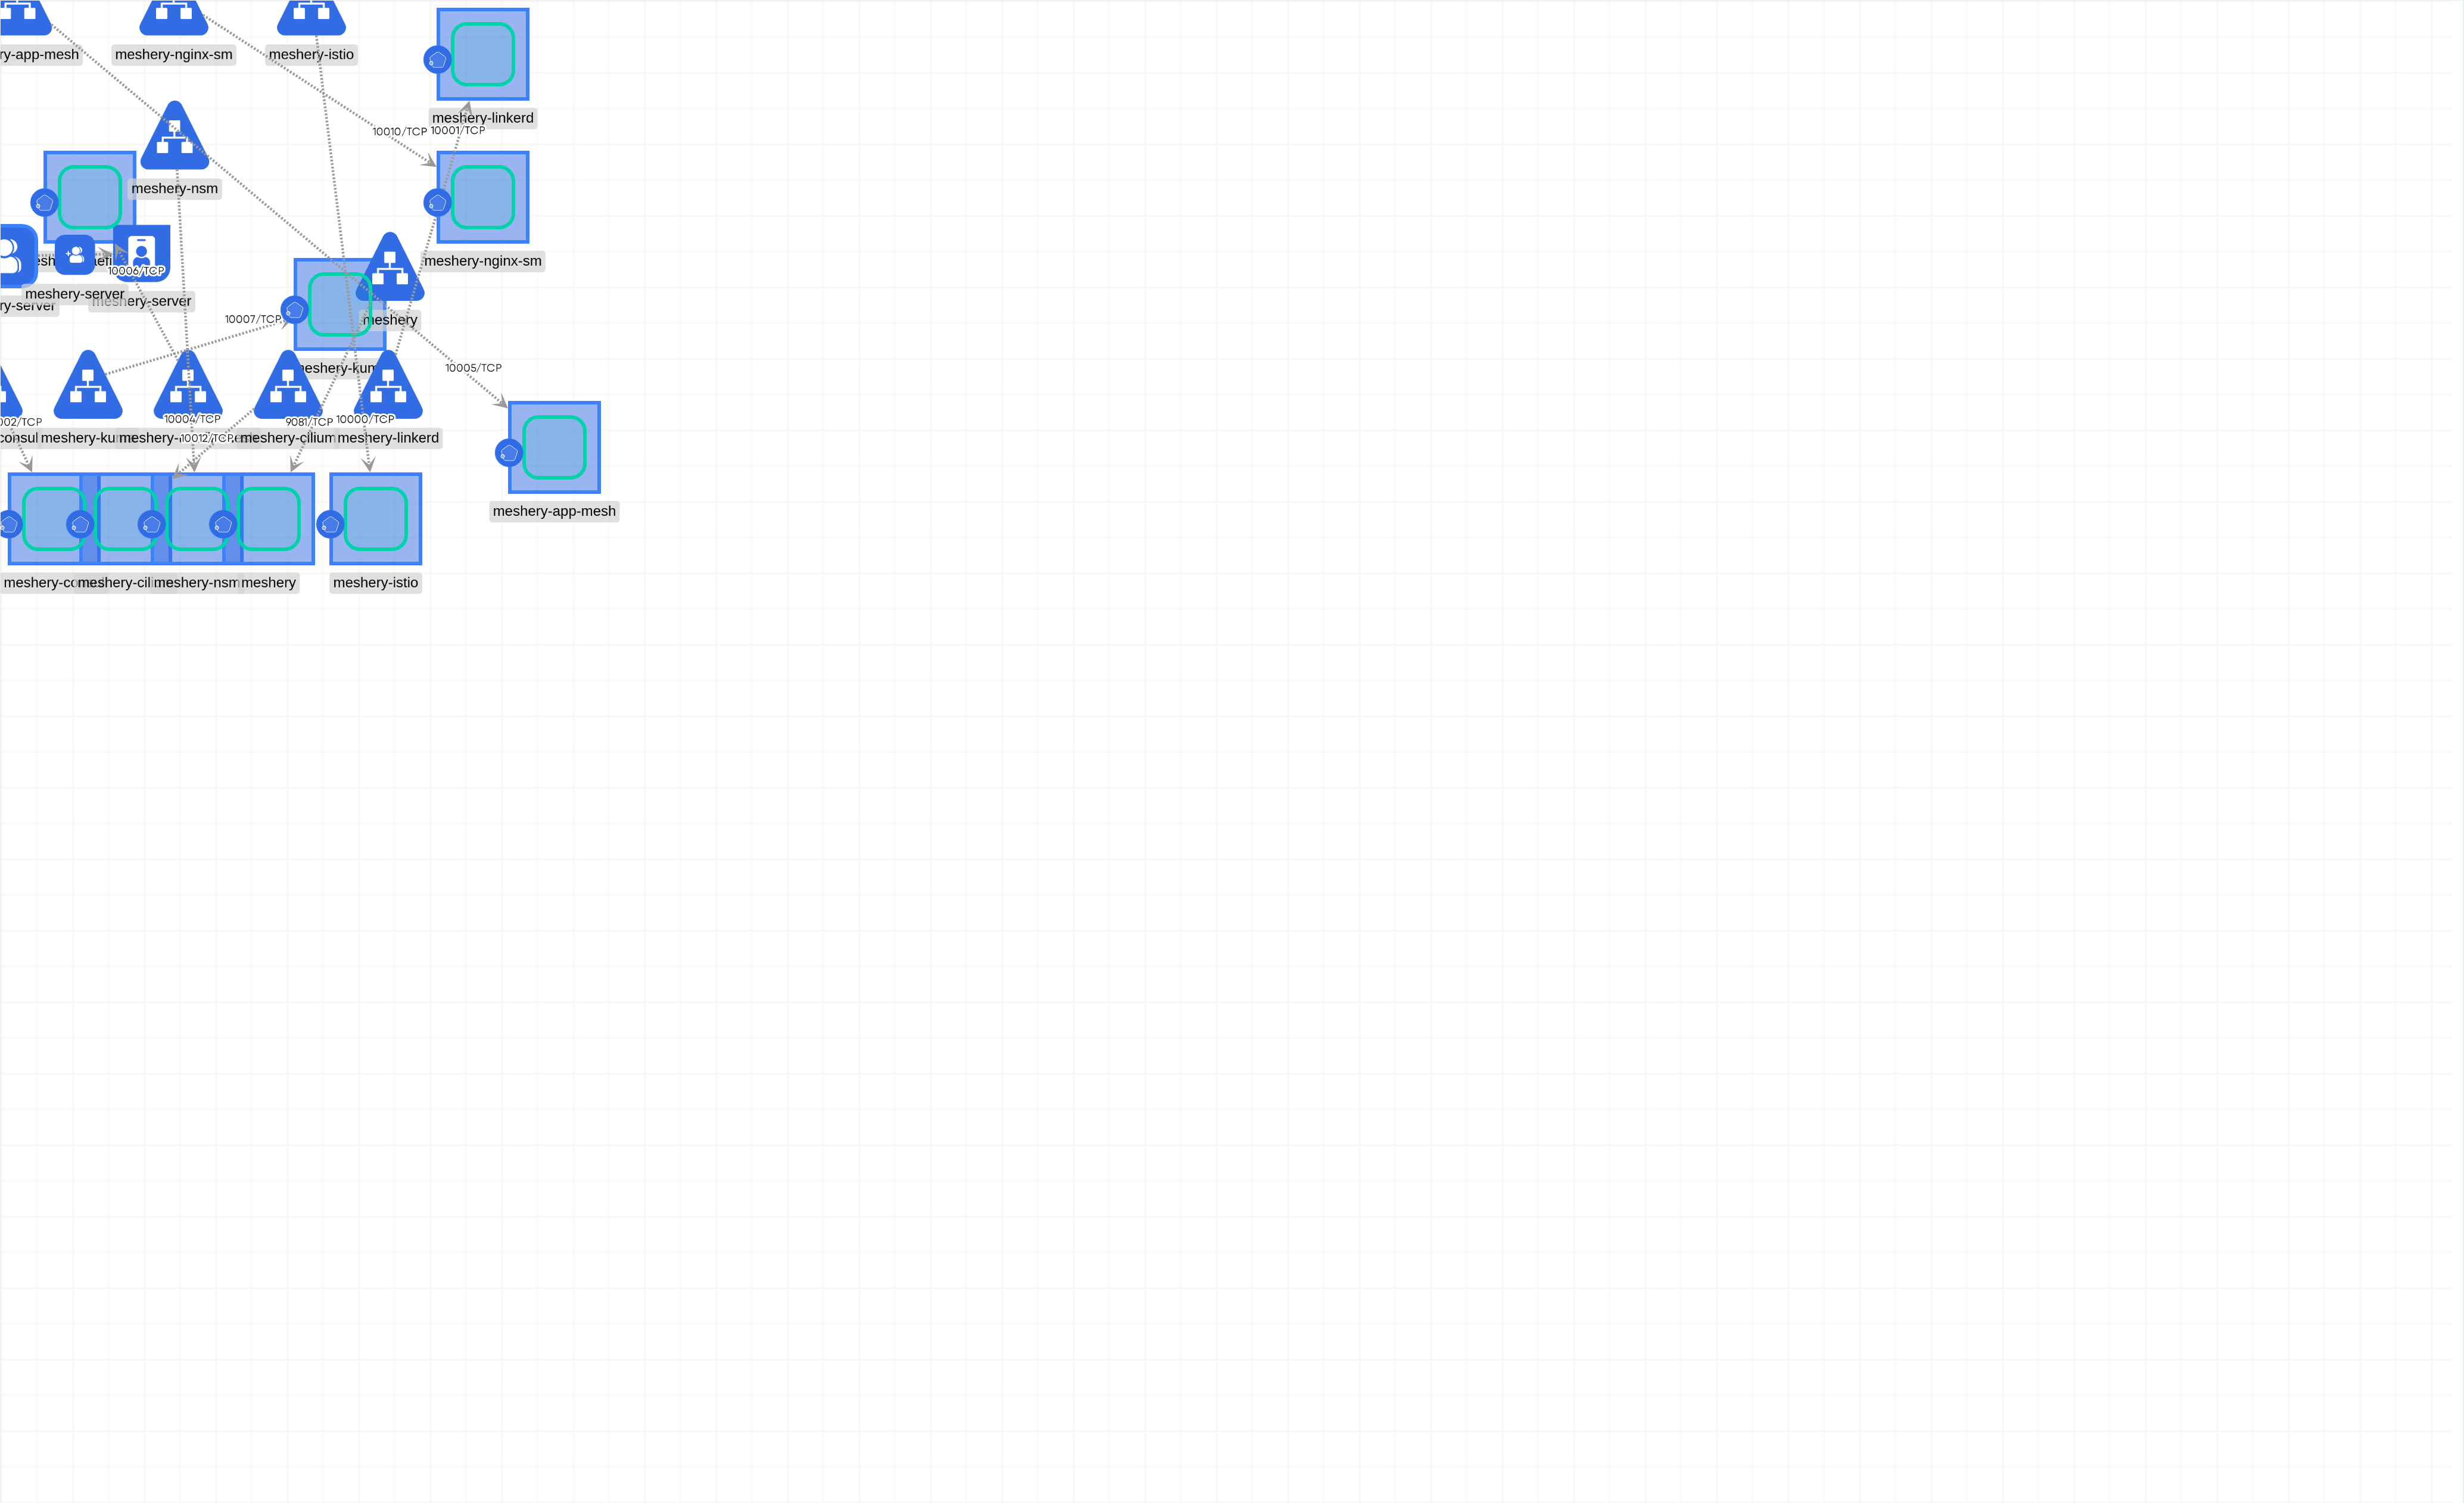 ry-app-mesh
meshery-nginx-sm
meshery-istio
meshery-linkerd
10010/TCP
10001/TCP
meshery-nsm
meshery-nginx-sm
10006/TCP
meshery-server
meshery-server
ry-server
10007/TCP
meshery
meshery-kum
10005/TCP
002/TCP
10004/TCP
9081/TCP
10000/TCP
consul
meshery-ku
meshery-
10012/TCP
meshery-cilium
meshery-linkerd
meshery-app-mesh
meshery-co
meshery-cili
meshery-nsm
meshery
meshery-istio